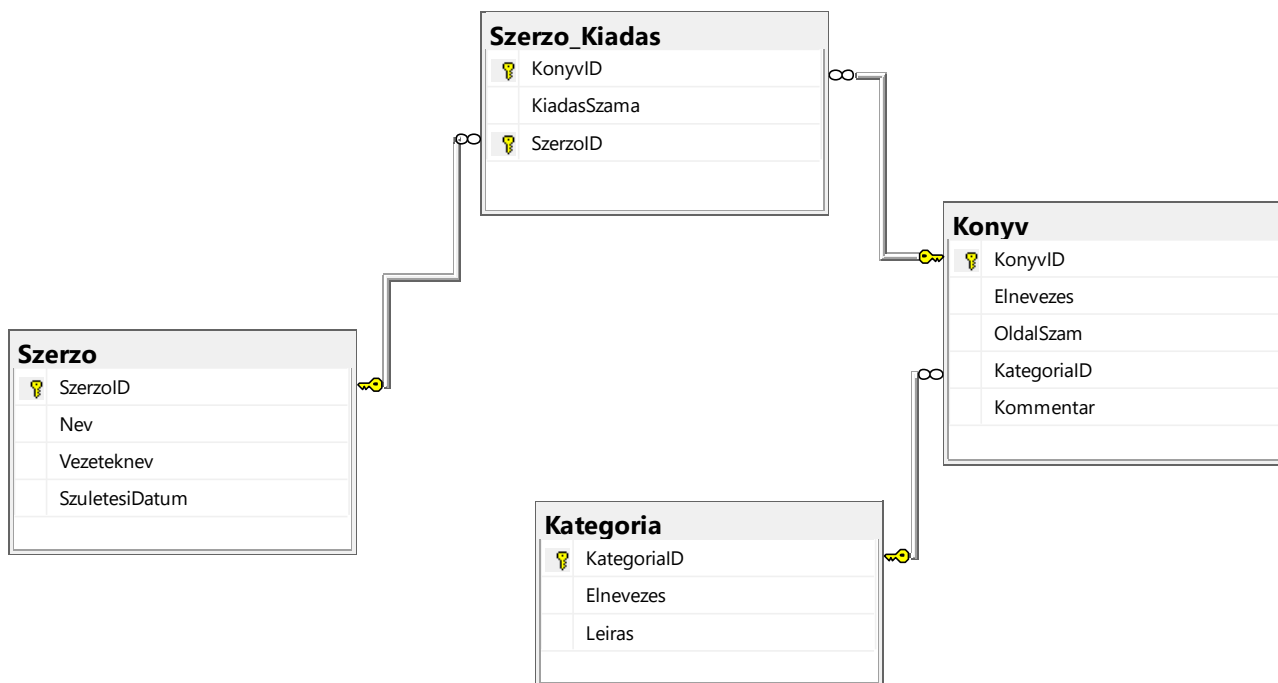 Szerzo_Kiadas
KonyvID
KiadasSzama
SzerzoID
Konyv
KonyvID
Elnevezes
OldalSzam
KategoriaID
Kommentar
Szerzo
SzerzoID
Nev
Vezeteknev
SzuletesiDatum
Kategoria
KategoriaID
Elnevezes
Leiras